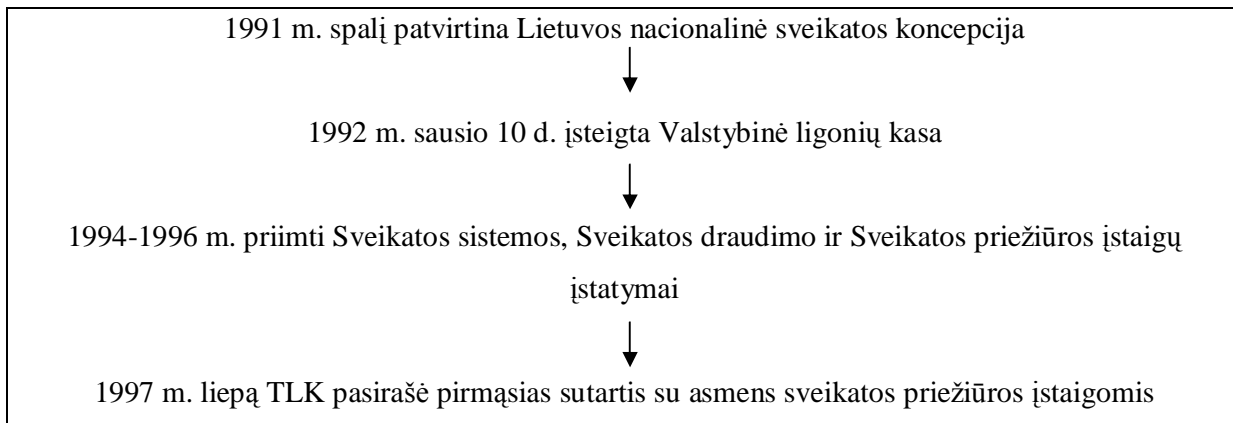 1991 m. spalį patvirtina Lietuvos nacionalinė sveikatos koncepcija
1992 m. sausio 10 d. įsteigta Valstybinė ligonių kasa
1994-1996 m. priimti Sveikatos sistemos, Sveikatos draudimo ir Sveikatos priežiūros įstaigų
įstatymai
1997 m. liepą TLK pasirašė pirmąsias sutartis su asmens sveikatos priežiūros įstaigomis